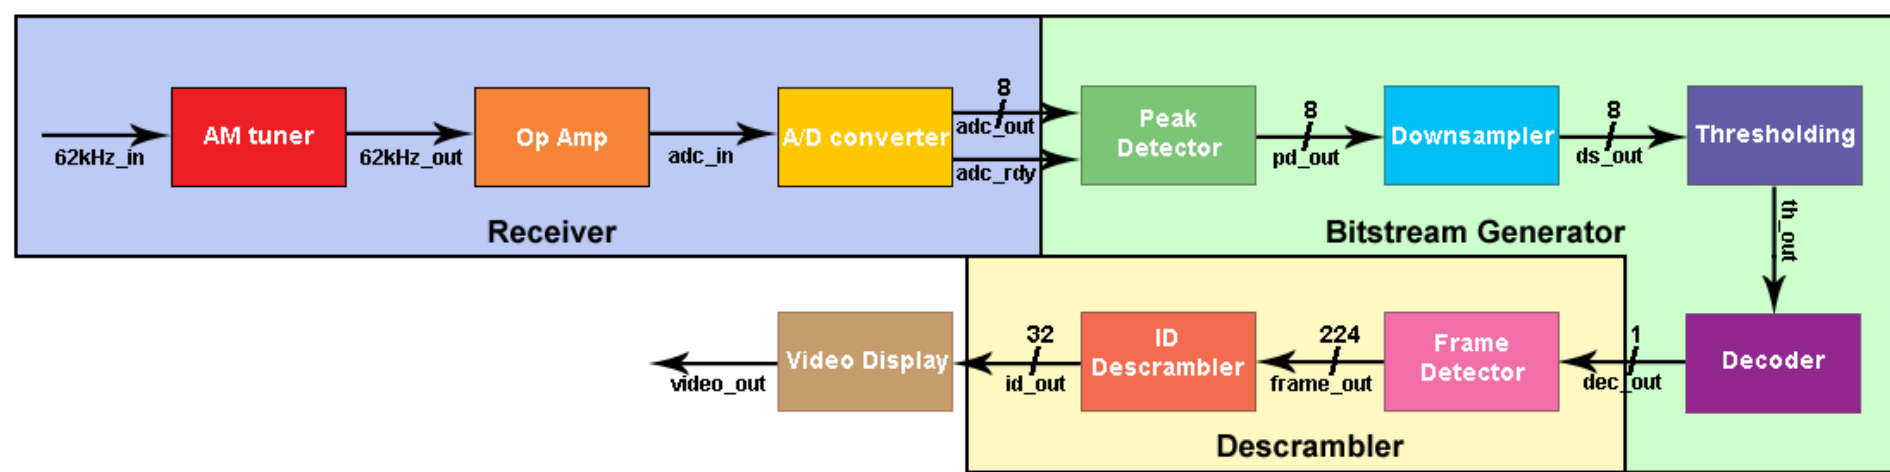 62kHz_in
AM tuner
62kHz_out
Op Amp
adc_in
A/D converter
8
adc_out
adc_rdy
Peak
Detector
8
pd_out
Downsampler
8
ds_out
Thresholding
Receiver
Bitstream Generator
th_out
Decoder
1
dec_out
Frame
Detector
224
frame_out
ID
Descrambler
32
id_out
Video Display
video_out
Descrambler